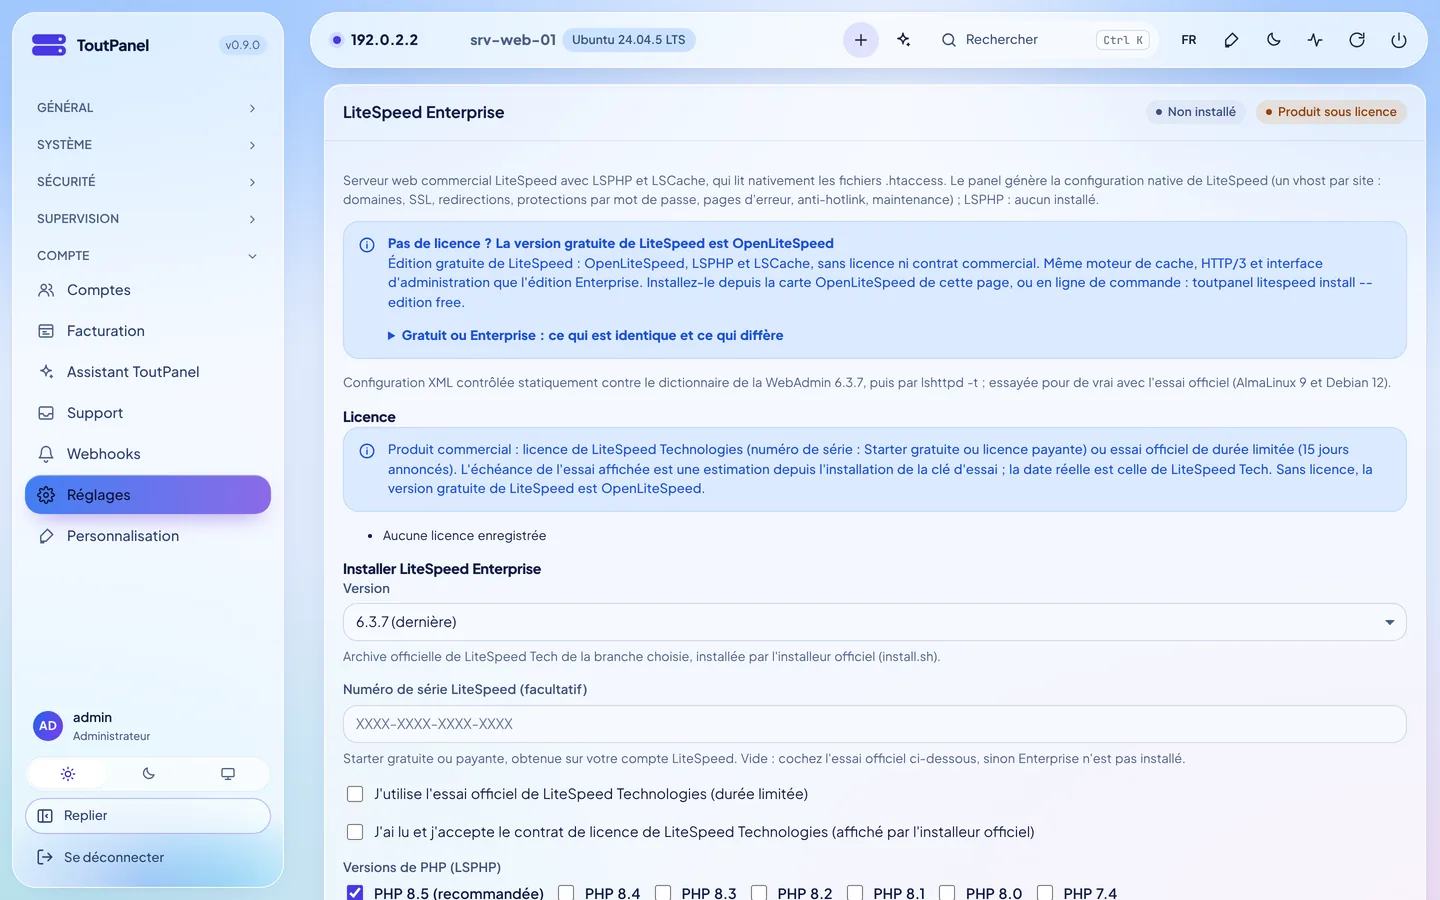 ToutPanel
v0.9.0
GÉNÉRAL
SYSTÈME
SÉCURITÉ
SUPERVISION
COMPTE
Comptes
Facturation
Assistant ToutPanel
Support
Webhooks
Réglages
Personnalisation
AD
admin
Administrateur
Replier
Se déconnecter
192.0.2.2
srv-web-01
Ubuntu 24.04.5 LTS
Rechercher
Ctrl K
FR
LiteSpeed Enterprise
Non installé
Produit sous licence
Serveur web commercial LiteSpeed avec LSPHP et LSCache, qui lit nativement les fichiers .htaccess. Le panel génère la configuration native de LiteSpeed (un vhost par site :
domaines, SSL, redirections, protections par mot de passe, pages d'erreur, anti-hotlink, maintenance) ; LSPHP : aucun installé.
Pas de licence ? La version gratuite de LiteSpeed est OpenLiteSpeed
Édition gratuite de LiteSpeed : OpenLiteSpeed, LSPHP et LSCache, sans licence ni contrat commercial. Même moteur de cache, HTTP/3 et interface
d'administration que l'édition Enterprise. Installez-le depuis la carte OpenLiteSpeed de cette page, ou en ligne de commande : toutpanel litespeed install --
edition free.
Gratuit ou Enterprise : ce qui est identique et ce qui diffère
Configuration XML contrôlée statiquement contre le dictionnaire de la WebAdmin 6.3.7, puis par lshttpd -t ; essayée pour de vrai avec l'essai officiel (AlmaLinux 9 et Debian 12).
Licence
Produit commercial : licence de LiteSpeed Technologies (numéro de série : Starter gratuite ou licence payante) ou essai officiel de durée limitée (15 jours
annoncés). L'échéance de l'essai affichée est une estimation depuis l'installation de la clé d'essai ; la date réelle est celle de LiteSpeed Tech. Sans licence, la
version gratuite de LiteSpeed est OpenLiteSpeed.
Aucune licence enregistrée
Installer LiteSpeed Enterprise
Version
6.3.7 (dernière)
Archive officielle de LiteSpeed Tech de la branche choisie, installée par l'installeur officiel (install.sh).
Numéro de série LiteSpeed (facultatif)
XXXX-XXXX-XXXX-XXXX
Starter gratuite ou payante, obtenue sur votre compte LiteSpeed. Vide : cochez l'essai officiel ci-dessous, sinon Enterprise n'est pas installé.
J'utilise l'essai officiel de LiteSpeed Technologies (durée limitée)
J'ai lu et j'accepte le contrat de licence de LiteSpeed Technologies (affiché par l'installeur officiel)
Versions de PHP (LSPHP)
PHP 8.5 (recommandée) PHP 8.4 PHP 8.3 PHP 8.2 PHP 8.1 PHP 8.0 PHP 7.4